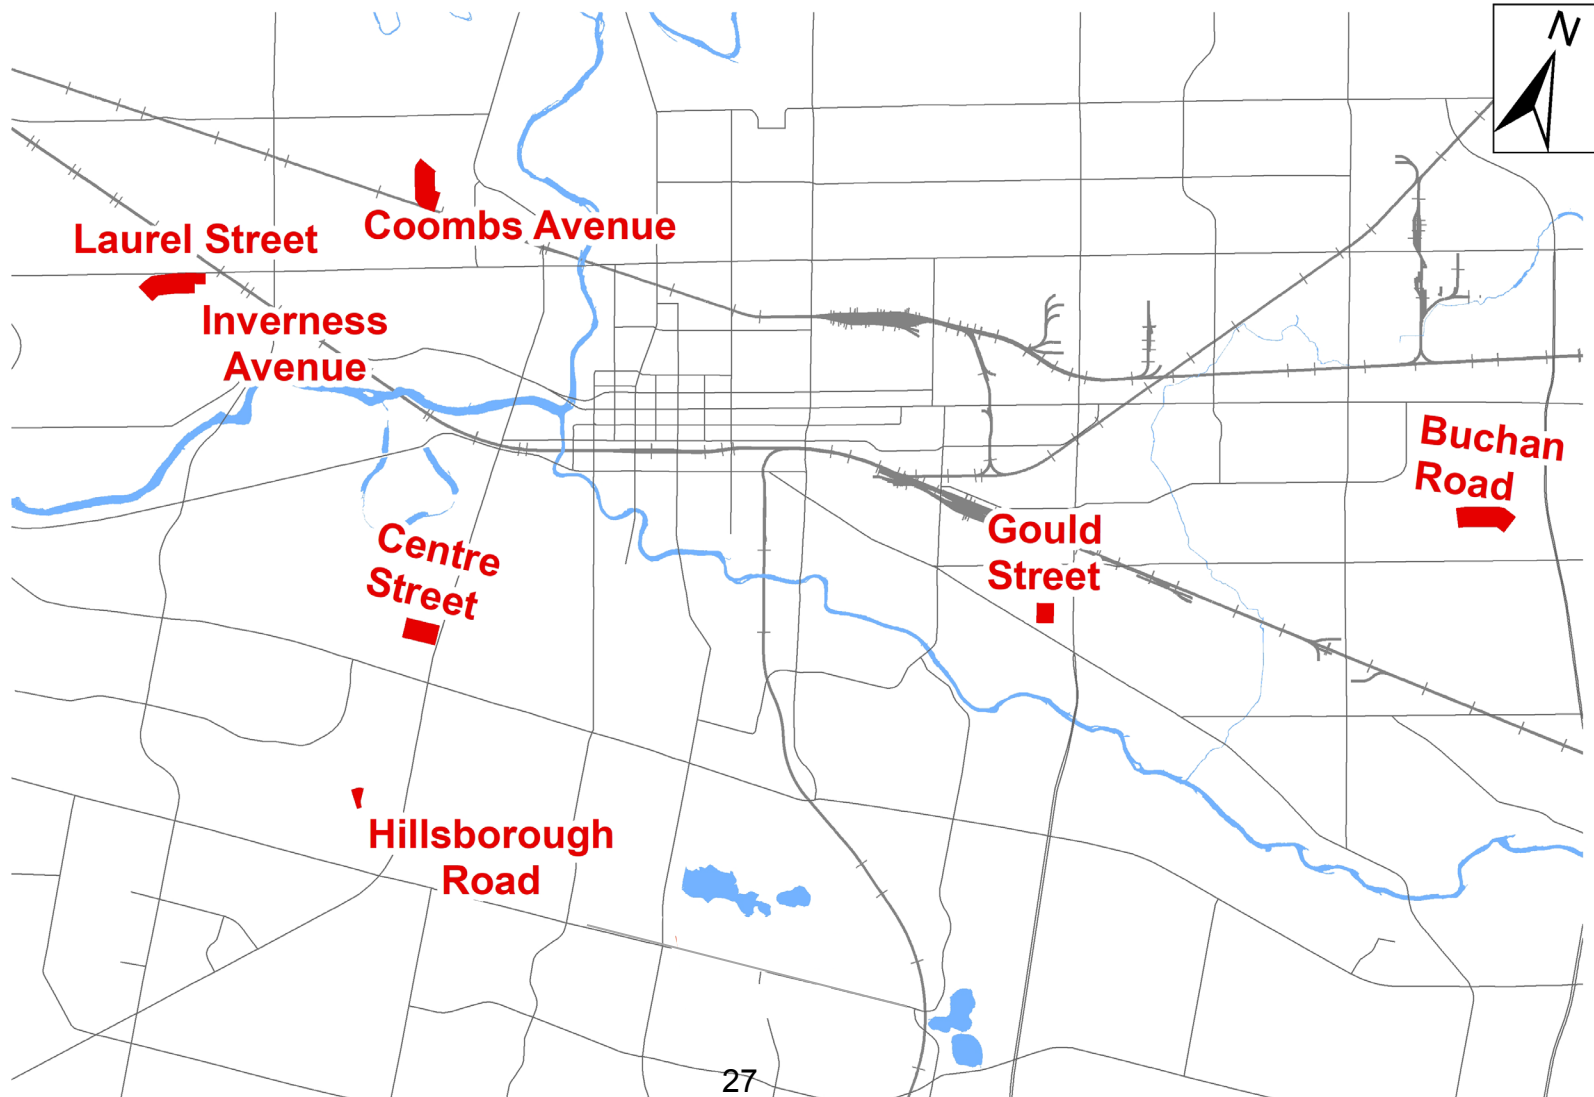 N
Coombs Avenue
Laurel Street
Inverness
Avenue
Buchan
Road
Gould
Street
Centre
Street
Hillsborough
Road
27